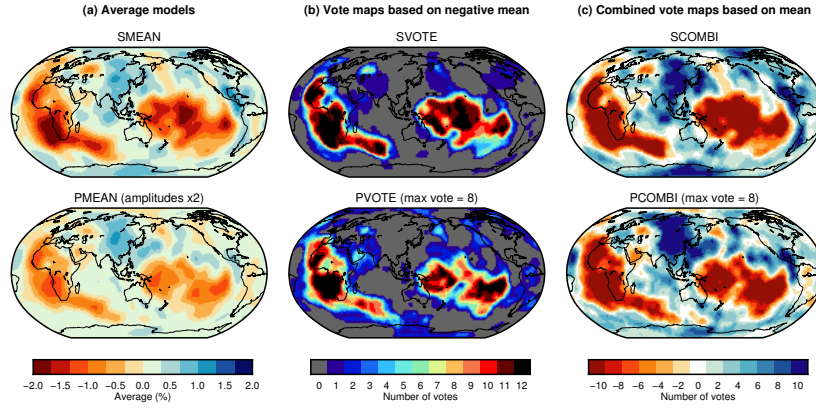 (a) Average models
(b) Vote maps based on negative mean
(c) Combined vote maps based on mean
SMEAN
SVOTE
SCOMBI
PMEAN (amplitudes x2)
PVOTE (max vote = 8)
PCOMBI (max vote = 8)
−2.0 −1.5 −1.0 −0.5 0.0 0.5 1.0 1.5 2.0
Average (%)
0 1 2 3 4 5 6 7 8 9 10 11 12
Number of votes
−10 −8 −6 −4 −2 0 2 4 6 8 10
Number of votes